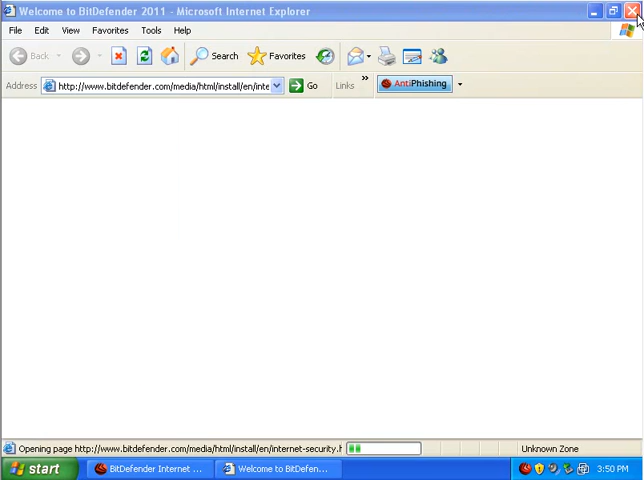 Welcome to BitDefender 2011 - Microsoft Internet Explorer
File Edit View Favorites Tools Help
Back Search Favorites
Address http://www.bitdefender.com/media/html/install/en/inte Go Links » AntiPhishing
Opening page http://www.bitdefender.com/media/html/install/en/internet-security.h Unknown Zone
start BitDefender Internet ... Welcome to BitDefen... 3:50 PM